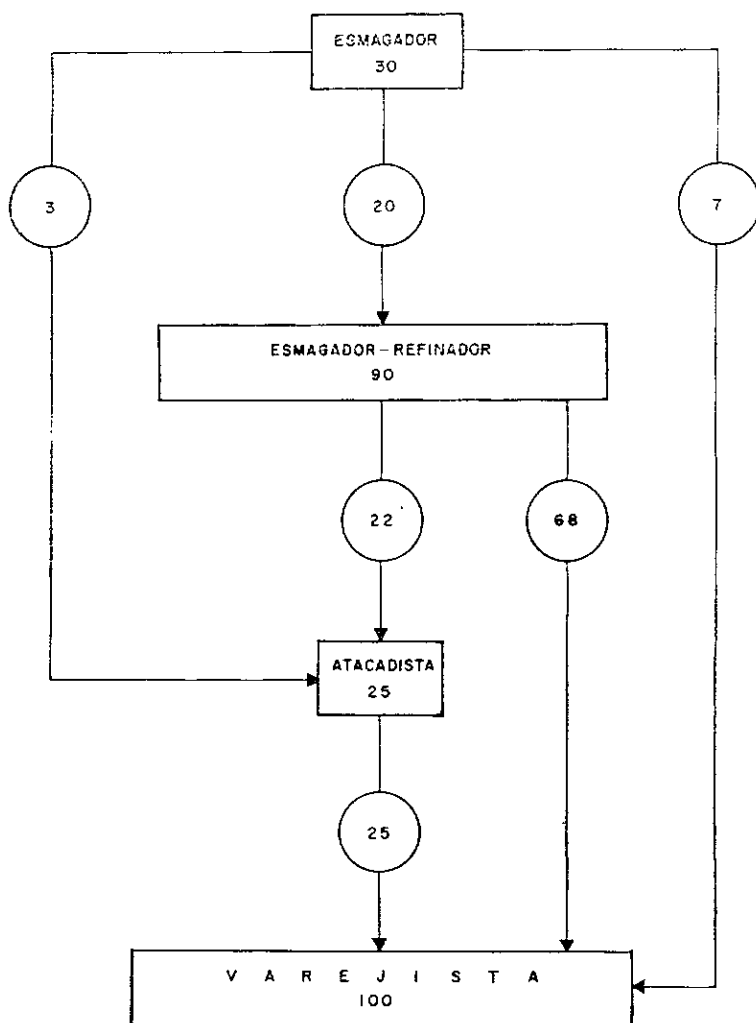 ESMAGADOR
30
3
20
7
ESMAGADOR-REFINADOR
90
22
68
ATACADISTA
25
25
V A R E J I S T A
100